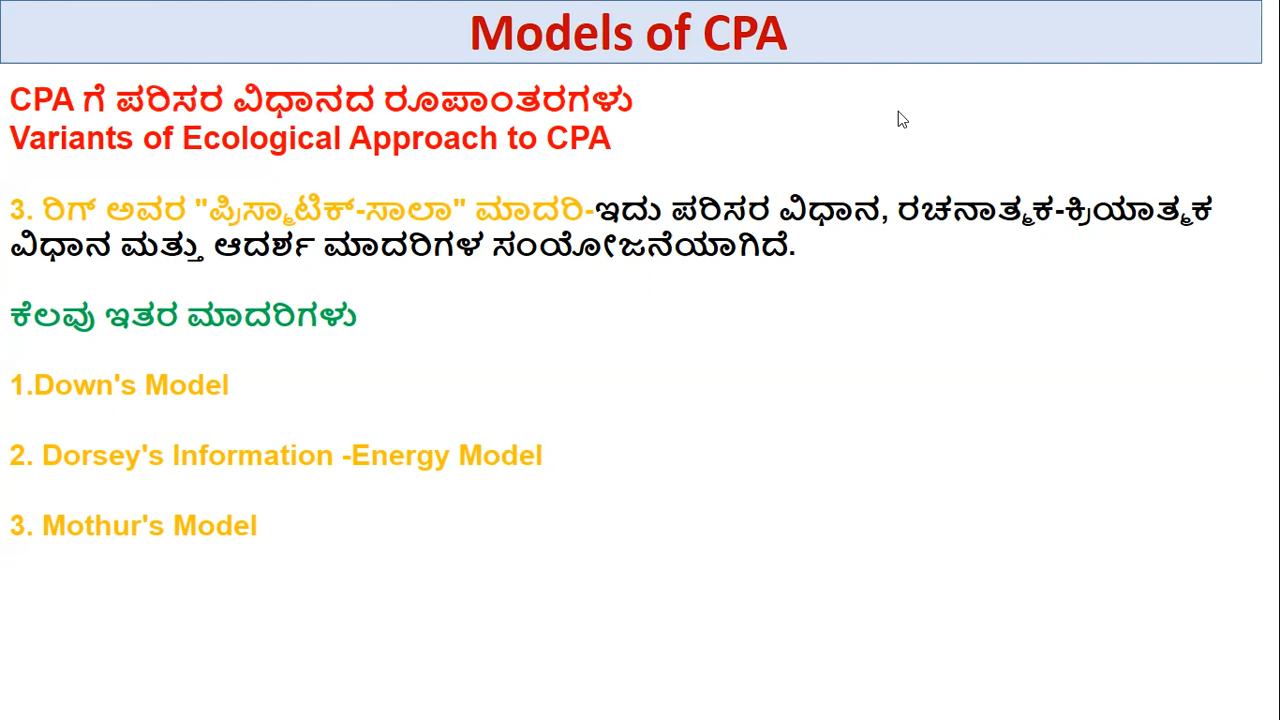 Models of CPA
CPA ಗೆ ಪರಿಸರ ವಿಧಾನದ ರೂಪಾಂತರಗಳು
Variants of Ecological Approach to CPA
3. ರಿಗ್ ಅವರ "ಪ್ರಿಸ್ಮಾಟಿಕ್-ಸಾಲಾ" ಮಾದರಿ-ಇದು ಪರಿಸರ ವಿಧಾನ, ರಚನಾತ್ಮಕ-ಕ್ರಿಯಾತ್ಮಕ
ವಿಧಾನ ಮತ್ತು ಆದರ್ಶ ಮಾದರಿಗಳ ಸಂಯೋಜನೆಯಾಗಿದೆ.
ಕೆಲವು ಇತರ ಮಾದರಿಗಳು
1.Down's Model
2. Dorsey's Information -Energy Model
3. Mothur's Model